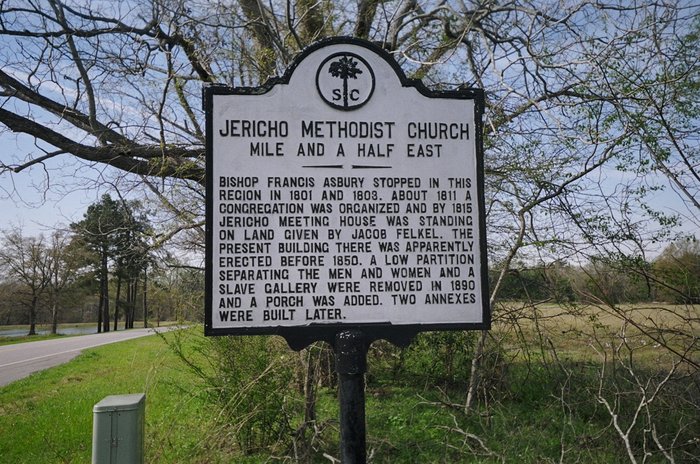 S C
JERICHO METHODIST CHURCH
MILE AND A HALF EAST
BISHOP FRANCIS ASBURY STOPPED IN THIS
REGION IN 1801 AND 1803. ABOUT 1811 A
CONGREGATION WAS ORGANIZED AND BY 1815
JERICHO MEETING HOUSE WAS STANDING
ON LAND GIVEN BY JACOB FELKEL. THE
PRESENT BUILDING THERE WAS APPARENTLY
ERECTED BEFORE 1850. A LOW PARTITION
SEPARATING THE MEN AND WOMEN AND A
SLAVE GALLERY WERE REMOVED IN 1890
AND A PORCH WAS ADDED. TWO ANNEXES
WERE BUILT LATER.